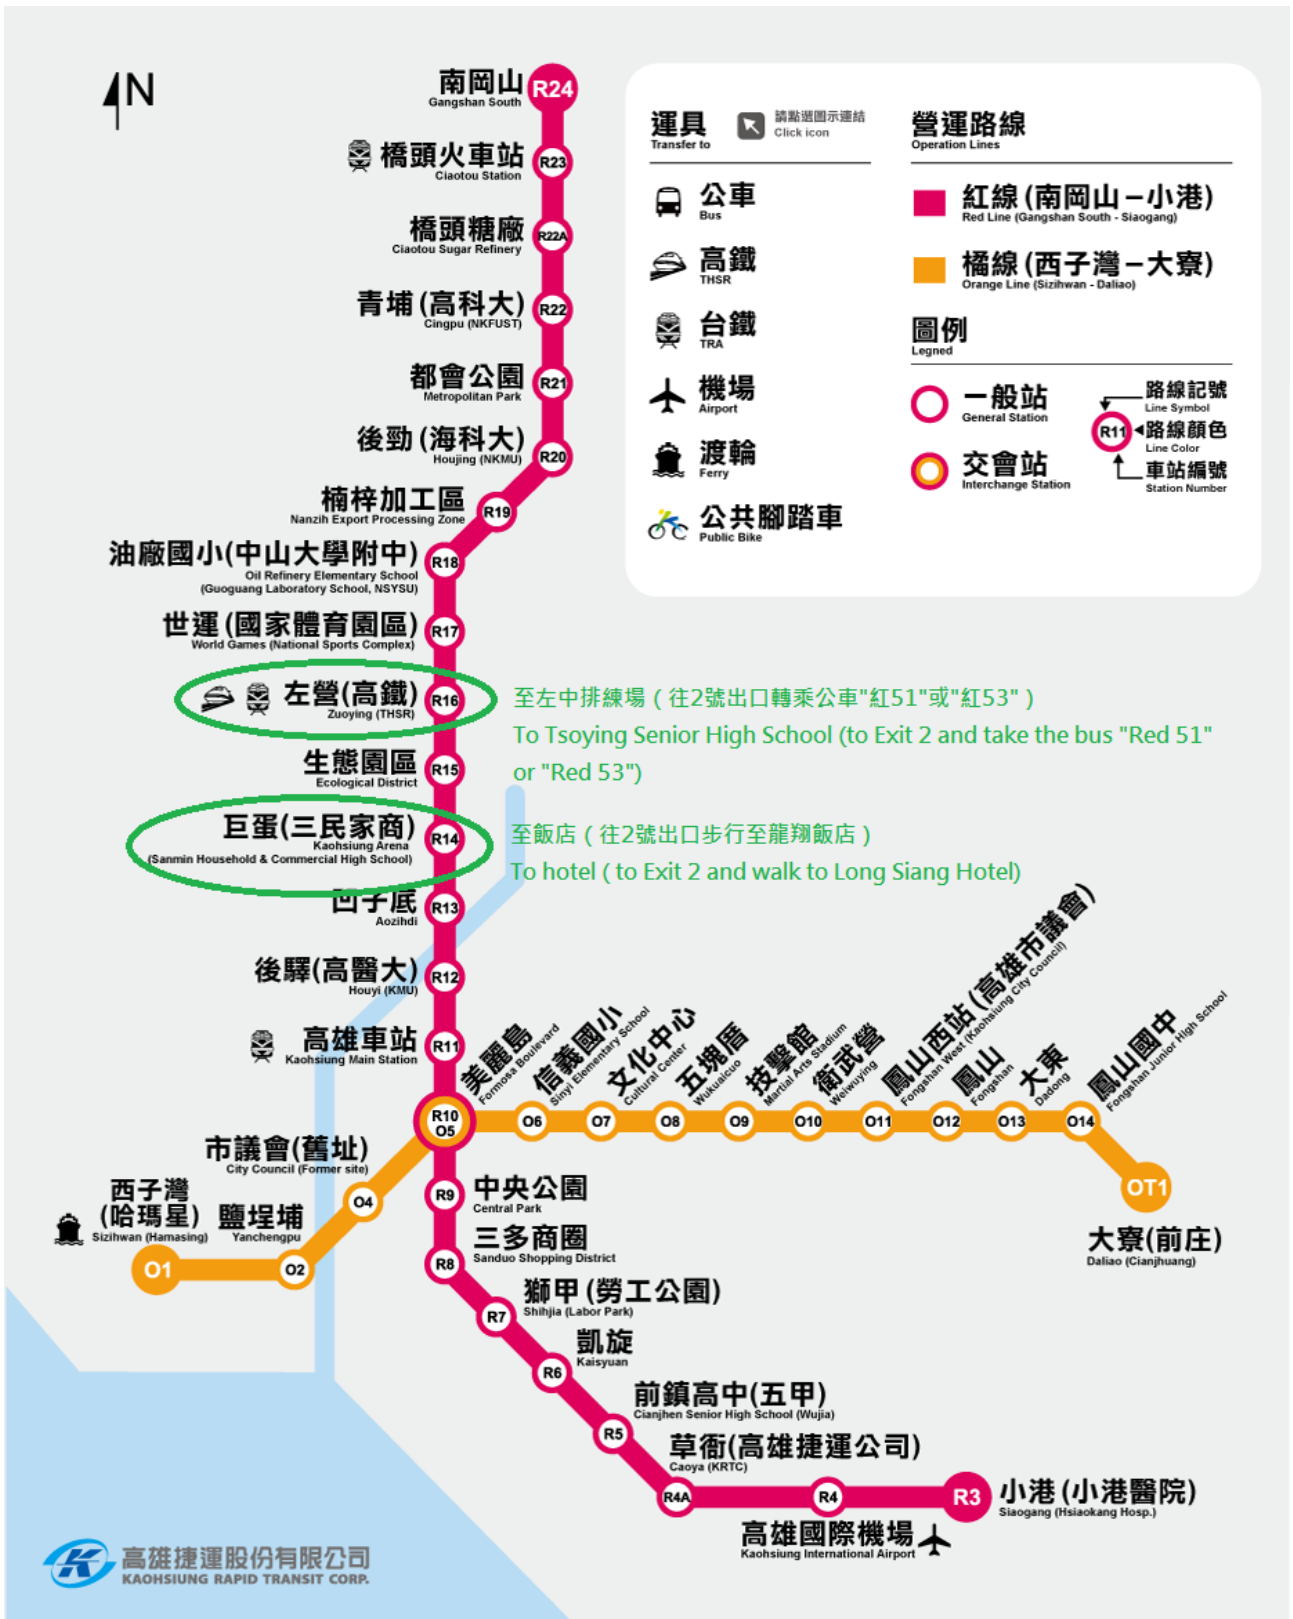 N
南岡山
Gangshan South
R24
橋頭火車站
Ciaotou Station
R23
橋頭糖廠
Ciaotou Sugar Refinery
R22A
青埔(高科大)
Cingpu (NKFUST)
R22
都會公園
Metropolitan Park
R21
後勁(海科大)
Houjing (NKMU)
R20
楠梓加工區
Nanzih Export Processing Zone
R19
油廠國小(中山大學附中)
Oil Refinery Elementary School
(Guoguang Laboratory School, NSYSU)
R18
世運(國家體育園區)
World Games (National Sports Complex)
R17
左營(高鐵)
Zuoying (THSR)
R16
至左中排練場（往2號出口轉乘公車"紅51"或"紅53"）
To Tsoying Senior High School (to Exit 2 and take the bus "Red 51"
or "Red 53")
生態園區
Ecological District
R15
巨蛋(三民家商)
Kaohsiung Arena
(Sanmin Household & Commercial High School)
R14
至飯店（往2號出口步行至龍翔飯店）
To hotel ( to Exit 2 and walk to Long Siang Hotel)
凹子底
Aozihdi
R13
後驛(高醫大)
Houyi (KMU)
R12
高雄車站
Kaohsiung Main Station
R11
運具
Transfer to
請點選圖示連結
Click icon
公車
Bus
高鐵
THSR
台鐵
TRA
機場
Airport
渡輪
Ferry
公共腳踏車
Public Bike
營運路線
Operation Lines
紅線(南岡山－小港)
Red Line (Gangshan South - Siaogang)
橘線(西子灣－大寮)
Orange Line (Sizihwan - Daliao)
圖例
Legned
一般站
General Station
交會站
Interchange Station
R11
路線記號
Line Symbol
路線顏色
Line Color
車站編號
Station Number
美麗島
Formosa Boulevard
R10
O5
信義國小
Sinyi Elementary School
O6
文化中心
Cultural Center
O7
五塊厝
Wukuaicuo
O8
技擊館
Martial Arts Stadium
O9
衛武營
Weiwuying
O10
鳳山西站(高雄市議會)
Fongshan West (Kaohsiung City Council)
O11
鳳山
Fongshan
O12
大東
Dadong
O13
鳳山國中
Fongshan Junior High School
O14
OT1
大寮(前庄)
Daliao (Cianjhuang)
市議會(舊址)
City Council (Former site)
O4
鹽埕埔
Yanchengpu
O2
西子灣
(哈瑪星)
Sizihwan (Hamasing)
O1
R9
中央公園
Central Park
R8
三多商圈
Sanduo Shopping District
R7
獅甲(勞工公園)
Shihjia (Labor Park)
R6
凱旋
Kaisyuan
R5
前鎮高中(五甲)
Cianjhen Senior High School (Wujia)
R4A
草衙(高雄捷運公司)
Caoya (KRTC)
R4
高雄國際機場
Kaohsiung International Airport
R3
小港(小港醫院)
Siaogang (Hsiaokang Hosp.)
高雄捷運股份有限公司
KAOHSIUNG RAPID TRANSIT CORP.